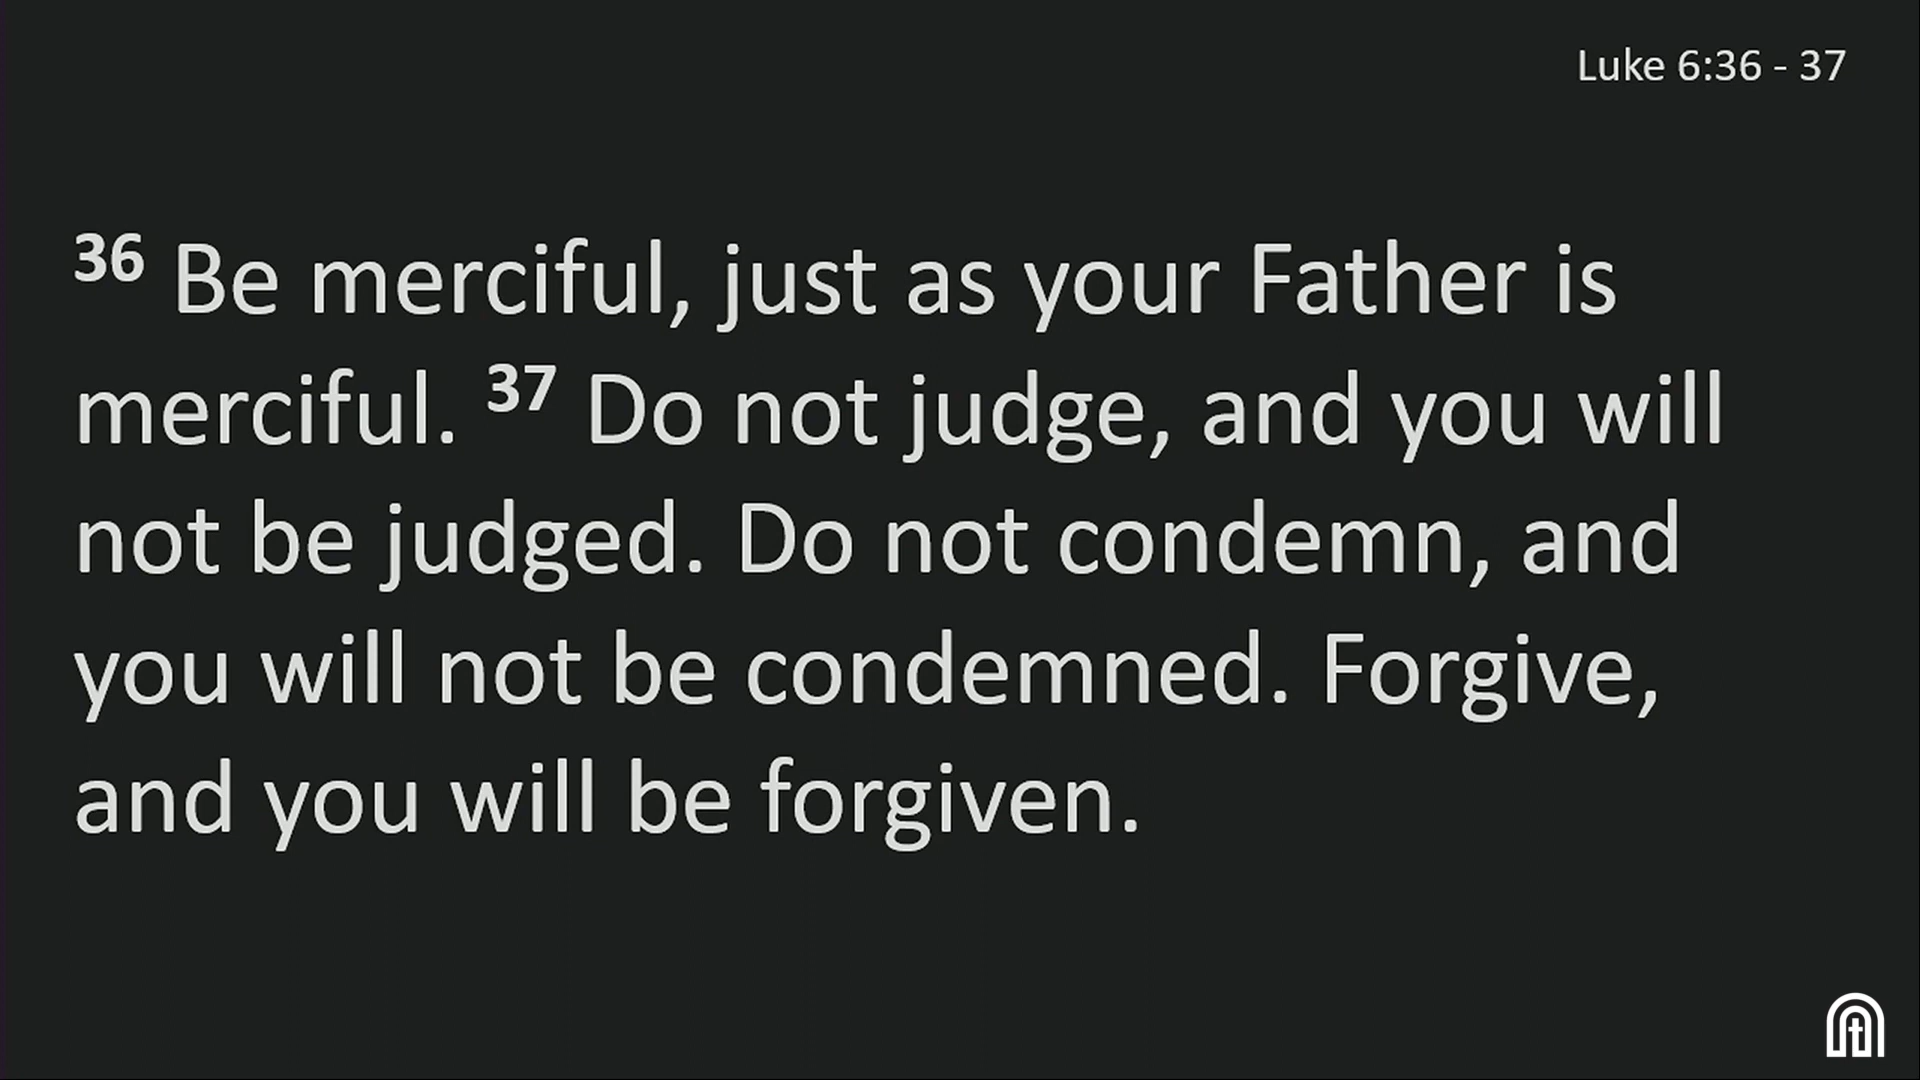 Luke 6:36 - 37
36 Be merciful, just as your Father is
merciful. 37 Do not judge, and you will
not be judged. Do not condemn, and
you will not be condemned. Forgive,
and you will be forgiven.